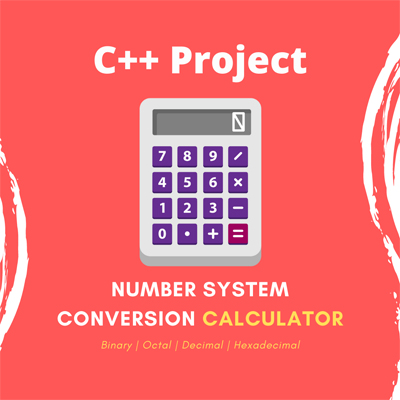 C++ Project
0
7 8 9 /
4 5 6 ×
1 2 3 −
0 • + =
NUMBER SYSTEM
CONVERSION CALCULATOR
Binary | Octal | Decimal | Hexadecimal